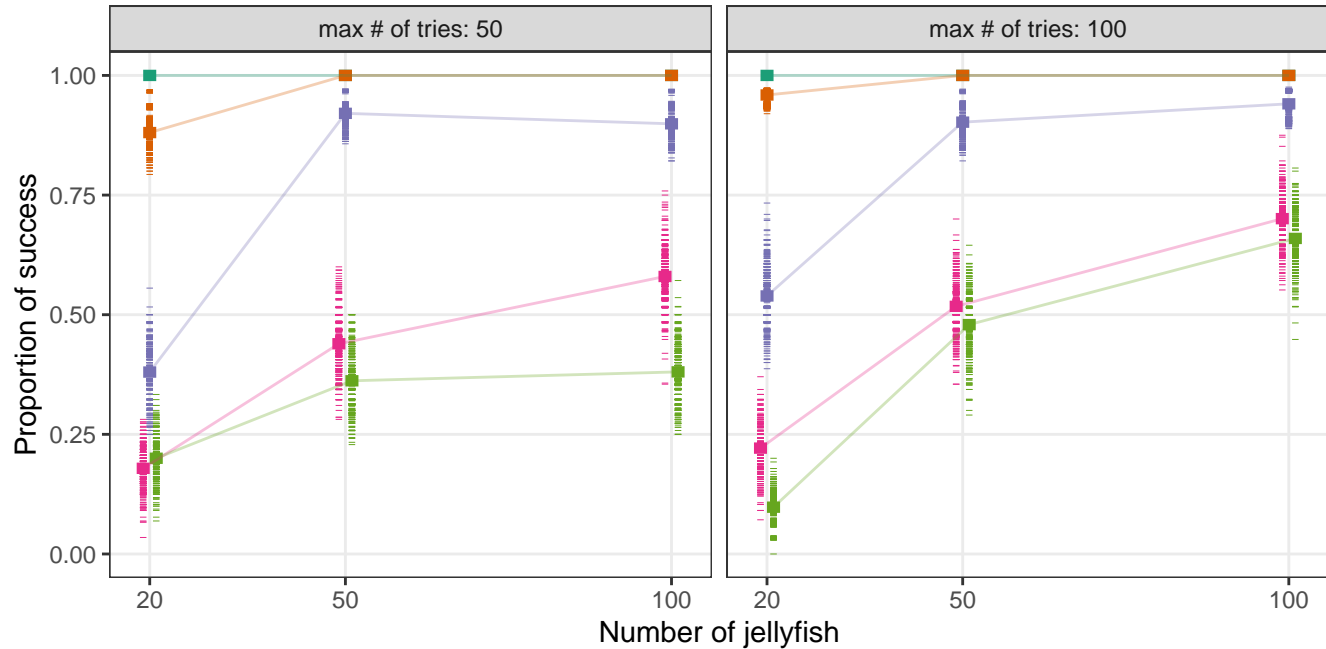 max # of tries: 50
max # of tries: 100
Proportion of success
1.00
0.75
0.50
0.25
0.00
20 50 100
20 50 100
Number of jellyfish